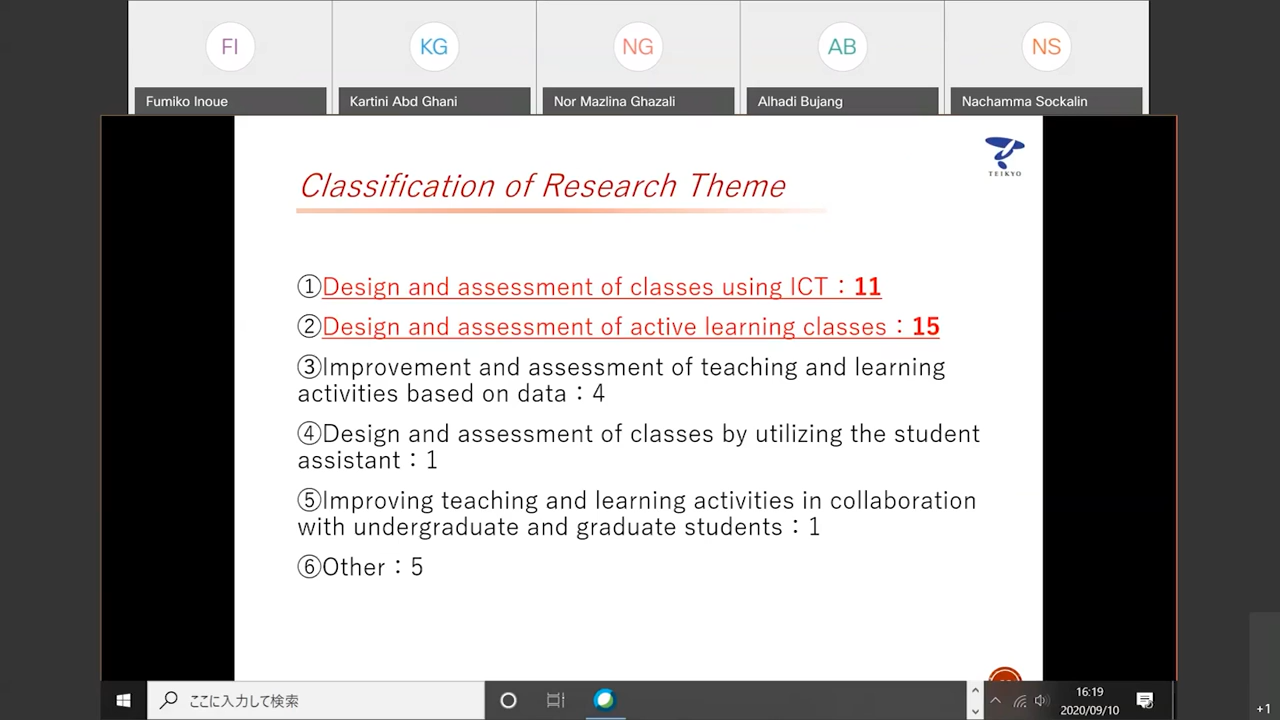 FI
KG
NG
AB
NS
Fumiko Inoue
Kartini Abd Ghani
Nor Mazlina Ghazali
Alhadi Bujang
Nachamma Sockalin
TEIKYO
Classification of Research Theme
①Design and assessment of classes using ICT：11
②Design and assessment of active learning classes：15
③Improvement and assessment of teaching and learning
activities based on data：4
④Design and assessment of classes by utilizing the student
assistant：1
⑤Improving teaching and learning activities in collaboration
with undergraduate and graduate students：1
⑥Other：5
ここに入力して検索
16:19
2020/09/10
+1